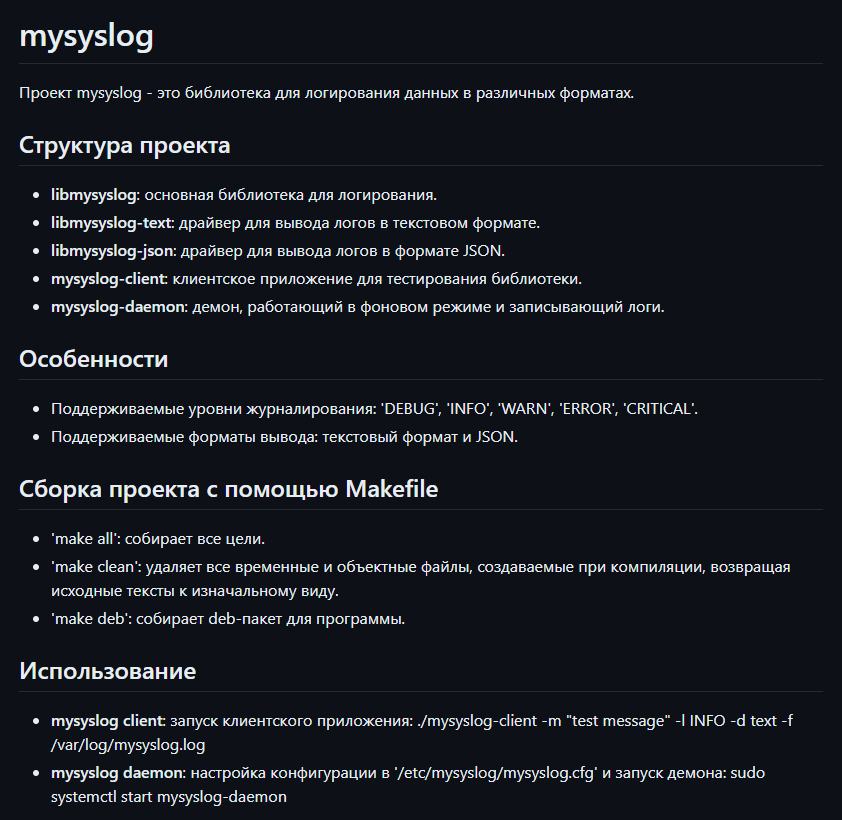 mysyslog
Проект mysyslog - это библиотека для логирования данных в различных форматах.
Структура проекта
libmysyslog: основная библиотека для логирования.
libmysyslog-text: драйвер для вывода логов в текстовом формате.
libmysyslog-json: драйвер для вывода логов в формате JSON.
mysyslog-client: клиентское приложение для тестирования библиотеки.
mysyslog-daemon: демон, работающий в фоновом режиме и записывающий логи.
Особенности
Поддерживаемые уровни журналирования: 'DEBUG', 'INFO', 'WARN', 'ERROR', 'CRITICAL'.
Поддерживаемые форматы вывода: текстовый формат и JSON.
Сборка проекта с помощью Makefile
'make all': собирает все цели.
'make clean': удаляет все временные и объектные файлы, создаваемые при компиляции, возвращая
исходные тексты к изначальному виду.
'make deb': собирает deb-пакет для программы.
Использование
mysyslog client: запуск клиентского приложения: ./mysyslog-client -m "test message" -l INFO -d text -f
/var/log/mysyslog.log
mysyslog daemon: настройка конфигурации в '/etc/mysyslog/mysyslog.cfg' и запуск демона: sudo
systemctl start mysyslog-daemon